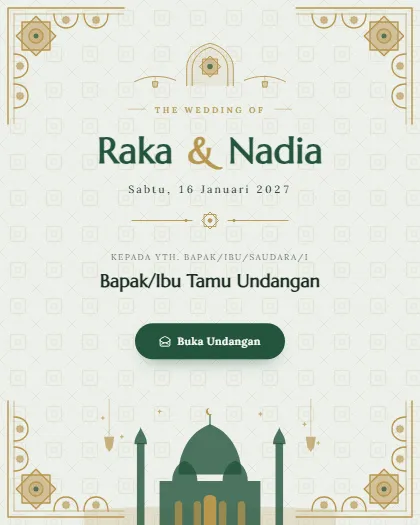 THE WEDDING OF
Raka & Nadia
Sabtu, 16 Januari 2027
KEPADA YTH. BAPAK/IBU/SAUDARA/I
Bapak/Ibu Tamu Undangan
Buka Undangan